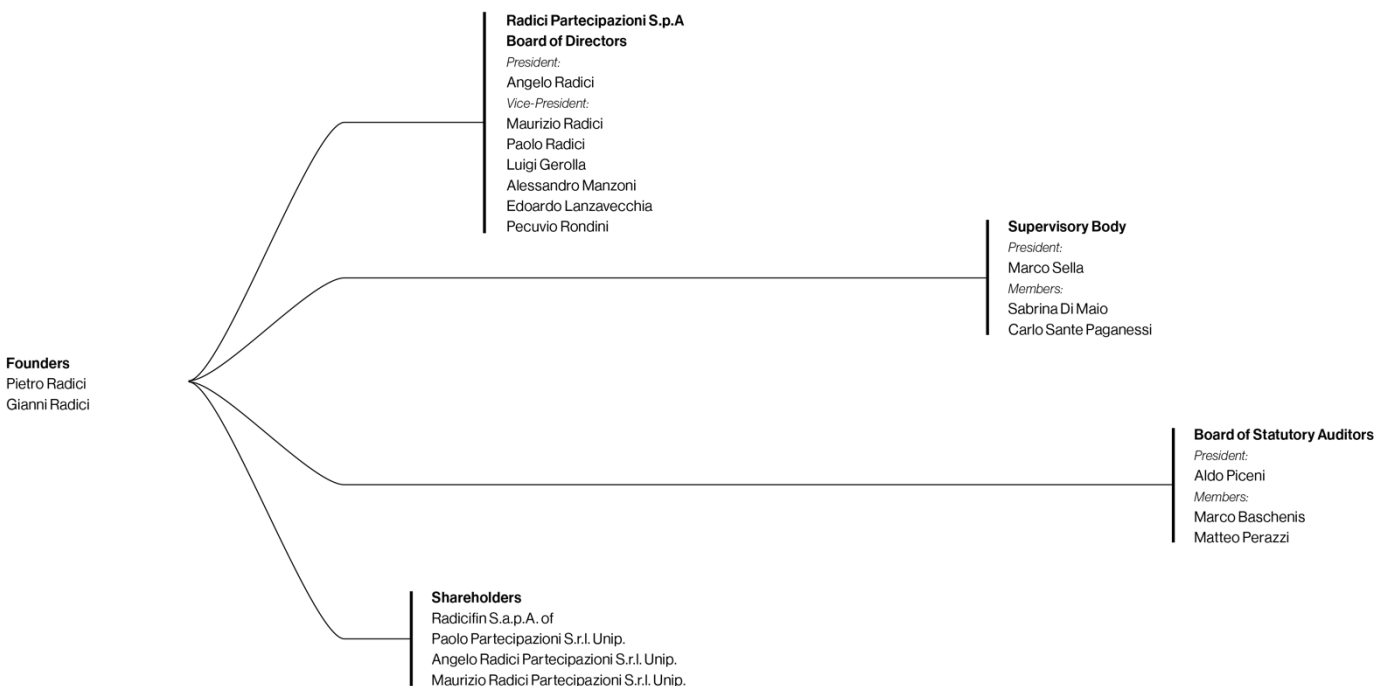 Founders
Pietro Radici
Gianni Radici
Radici Partecipazioni S.p.A
Board of Directors
President:
Angelo Radici
Vice-President:
Maurizio Radici
Paolo Radici
Luigi Gerolla
Alessandro Manzoni
Edoardo Lanzavecchia
Pecuvio Rondini
Supervisory Body
President:
Marco Sella
Members:
Sabrina Di Maio
Carlo Sante Paganessi
Board of Statutory Auditors
President:
Aldo Piceni
Members:
Marco Baschenis
Matteo Perazzi
Shareholders
Radicifin S.a.p.A. of
Paolo Partecipazioni S.r.l. Unip.
Angelo Radici Partecipazioni S.r.l. Unip.
Maurizio Radici Partecipazioni S.r.l. Unip.